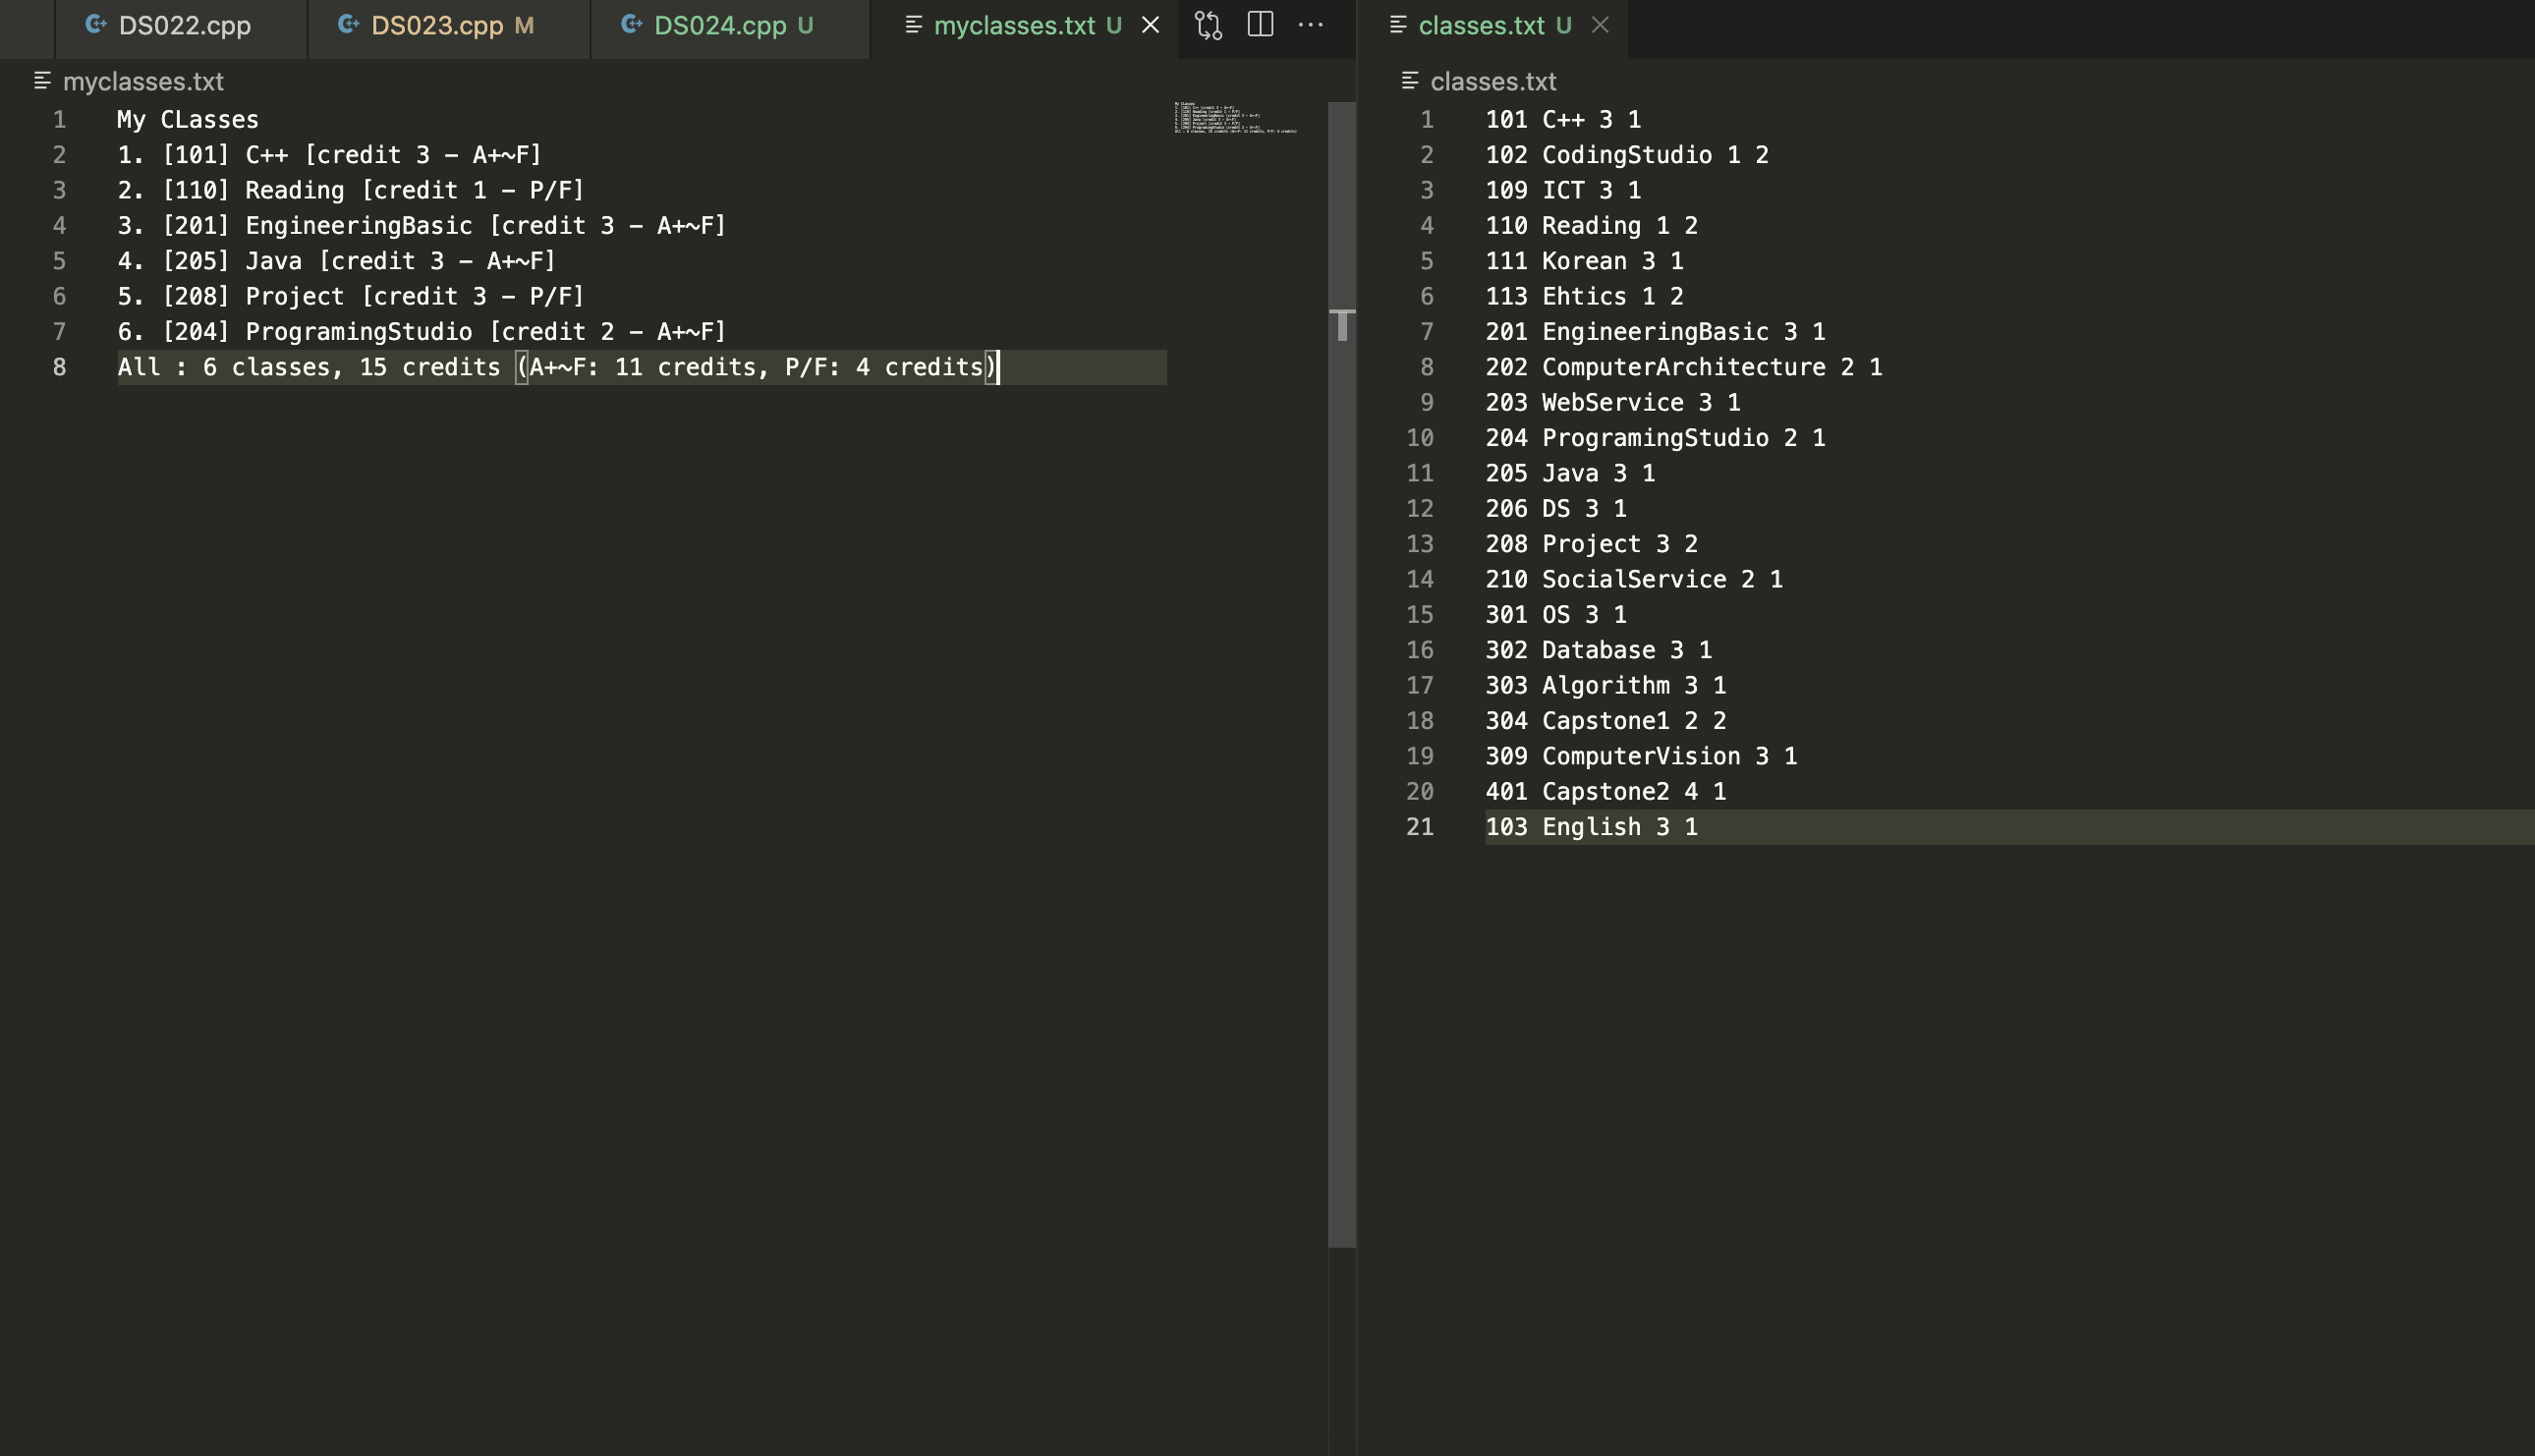 DS022.cpp
DS023.cpp M
DS024.cpp U
myclasses.txt U
classes.txt U
myclasses.txt
1 My CLasses
2 1. [101] C++ [credit 3 - A+~F]
3 2. [110] Reading [credit 1 - P/F]
4 3. [201] EngineeringBasic [credit 3 - A+~F]
5 4. [205] Java [credit 3 - A+~F]
6 5. [208] Project [credit 3 - P/F]
7 6. [204] ProgramingStudio [credit 2 - A+~F]
8 All : 6 classes, 15 credits (A+~F: 11 credits, P/F: 4 credits)
classes.txt
1 101 C++ 3 1
2 102 CodingStudio 1 2
3 109 ICT 3 1
4 110 Reading 1 2
5 111 Korean 3 1
6 113 Ehtics 1 2
7 201 EngineeringBasic 3 1
8 202 ComputerArchitecture 2 1
9 203 WebService 3 1
10 204 ProgramingStudio 2 1
11 205 Java 3 1
12 206 DS 3 1
13 208 Project 3 2
14 210 SocialService 2 1
15 301 OS 3 1
16 302 Database 3 1
17 303 Algorithm 3 1
18 304 Capstone1 2 2
19 309 ComputerVision 3 1
20 401 Capstone2 4 1
21 103 English 3 1